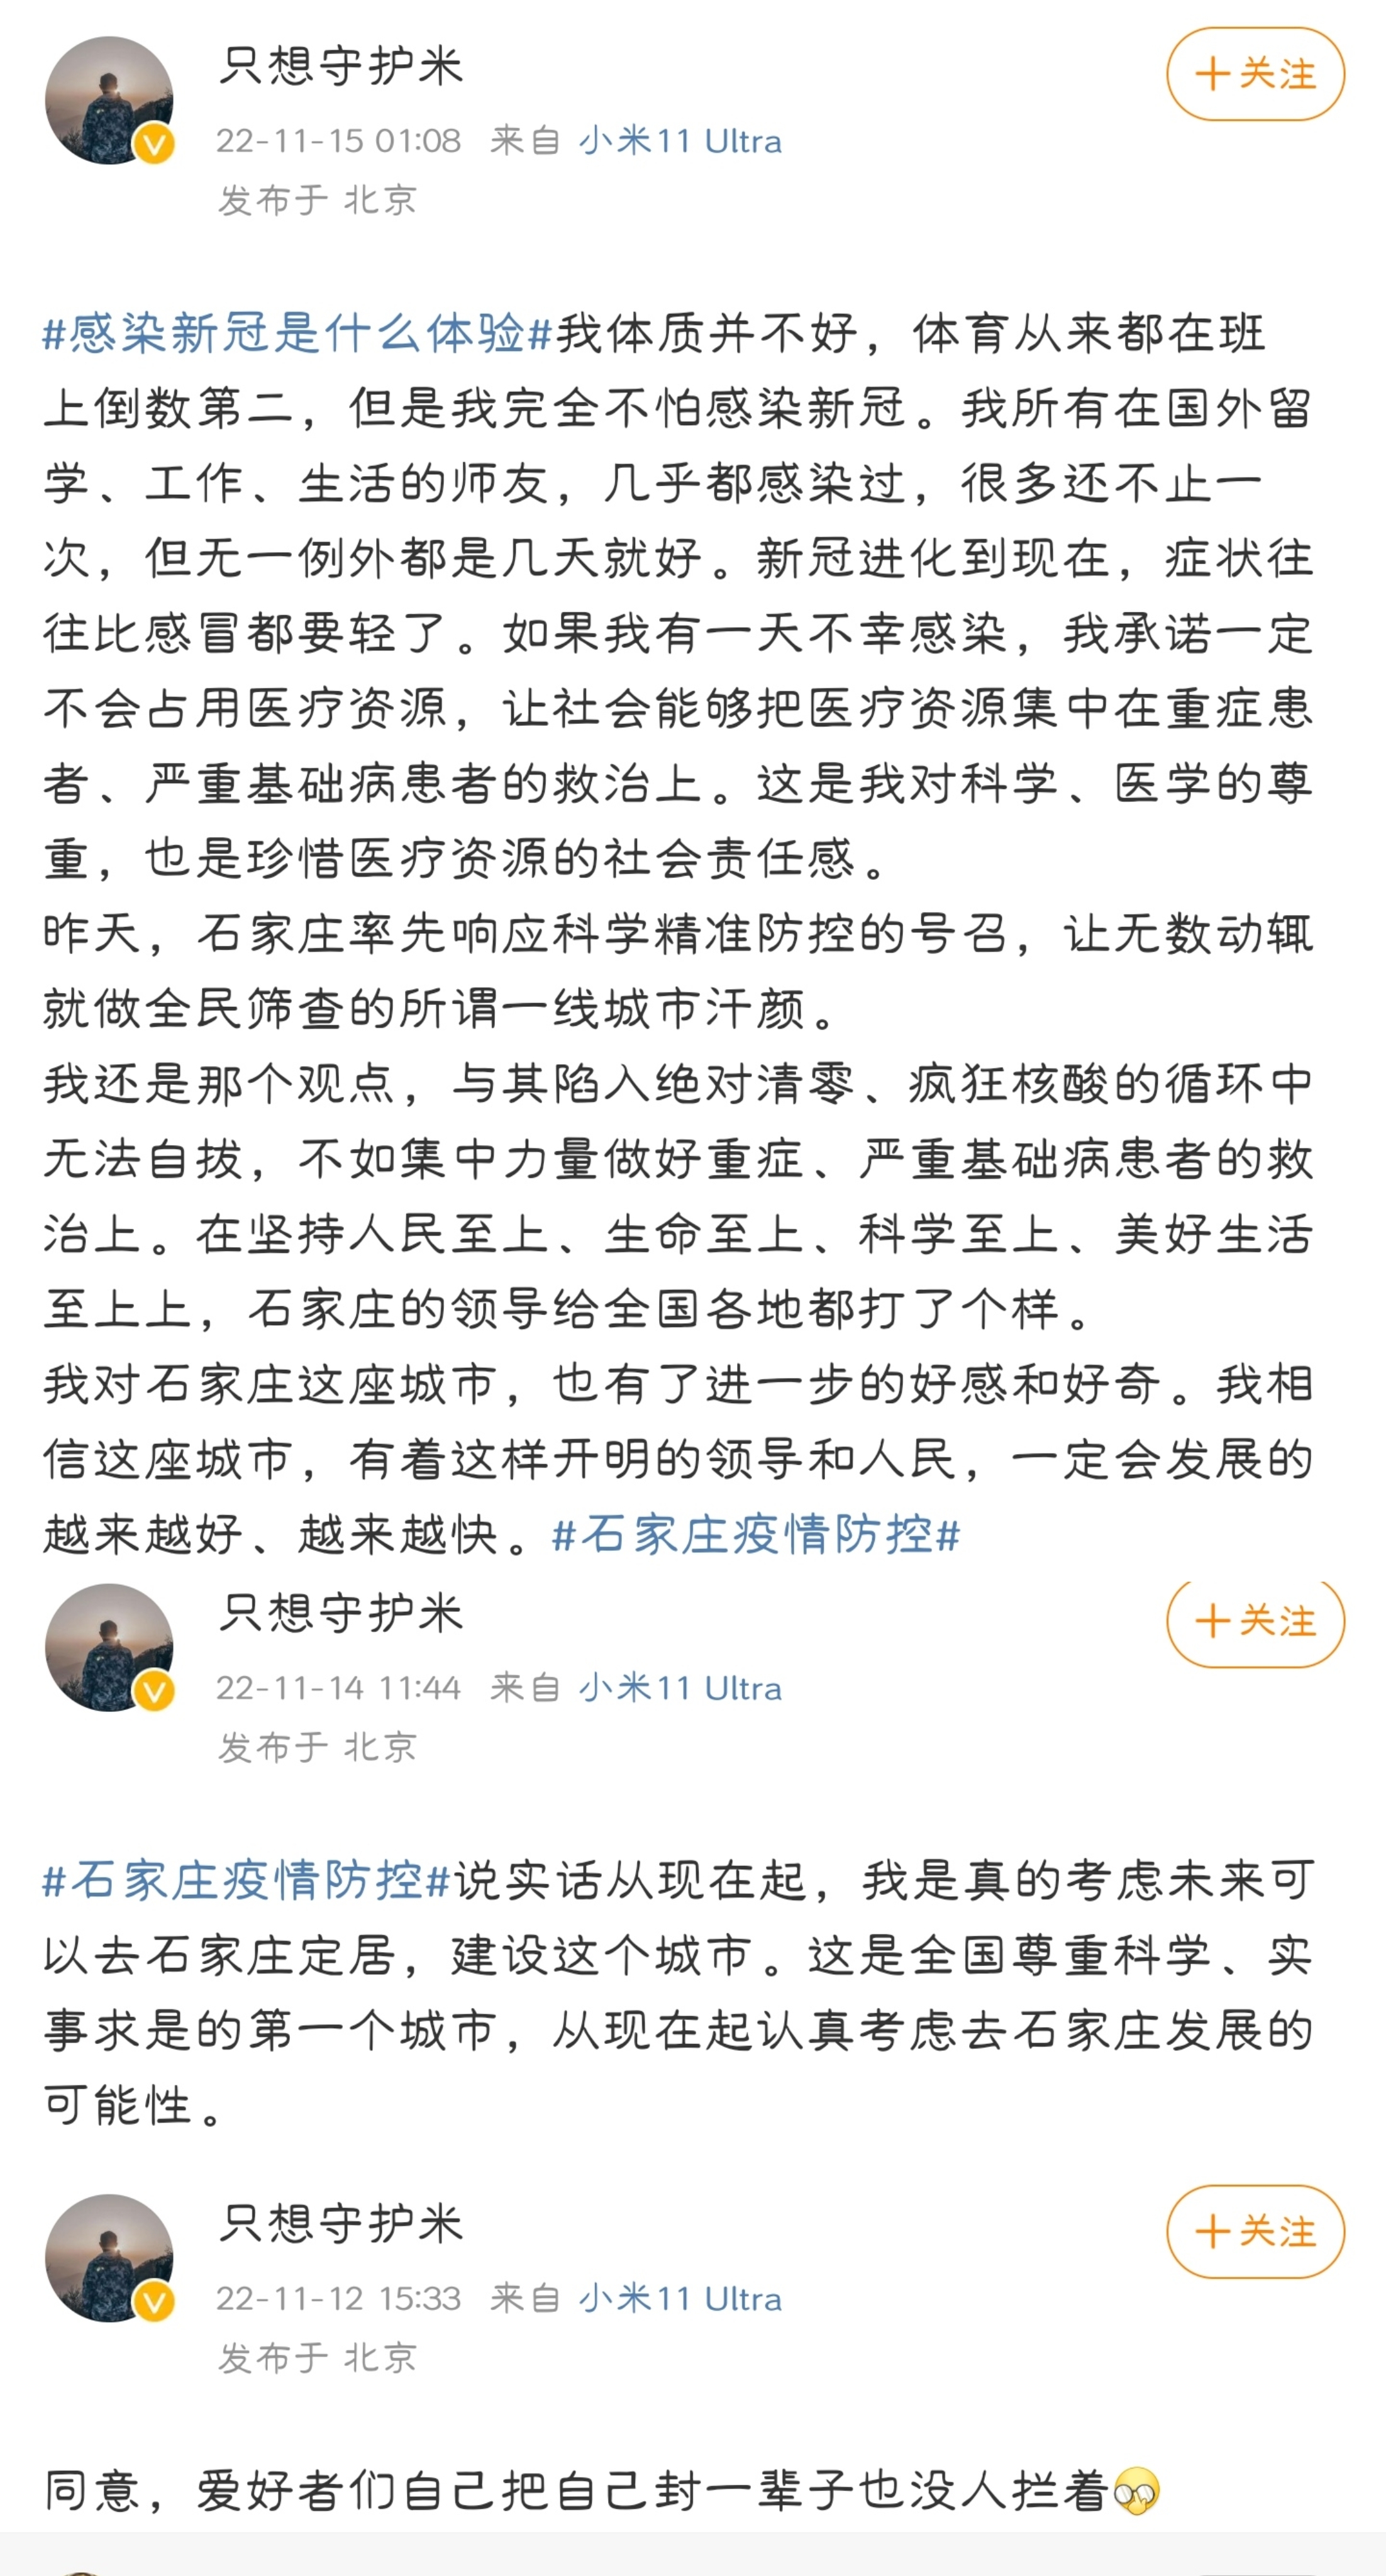 只想守护米
十关注
22-11-15 01:08 来自 小米11 Ultra
发布于 北京
#感染新冠是什么体验#我体质并不好，体育从来都在班
上倒数第二，但是我完全不怕感染新冠。我所有在国外留
学、工作、生活的师友，几乎都感染过，很多还不止一
次，但无一例外都是几天就好。新冠进化到现在，症状往
往比感冒都要轻了。如果我有一天不幸感染，我承诺一定
不会占用医疗资源，让社会能够把医疗资源集中在重症患
者、严重基础病患者的救治上。这是我对科学、医学的尊
重，也是珍惜医疗资源的社会责任感。
昨天，石家庄率先响应科学精准防控的号召，让无数动辄
就做全民筛查的所谓一线城市汗颜。
我还是那个观点，与其陷入绝对清零、疯狂核酸的循环中
无法自拔，不如集中力量做好重症、严重基础病患者的救
治上。在坚持人民至上、生命至上、科学至上、美好生活
至上上，石家庄的领导给全国各地都打了个样。
我对石家庄这座城市，也有了进一步的好感和好奇。我相
信这座城市，有着这样开明的领导和人民，一定会发展的
越来越好、越来越快。#石家庄疫情防控#
只想守护米
十关注
22-11-14 11:44 来自 小米11 Ultra
发布于 北京
#石家庄疫情防控#说实话从现在起，我是真的考虑未来可
以去石家庄定居，建设这个城市。这是全国尊重科学、实
事求是的第一个城市，从现在起认真考虑去石家庄发展的
可能性。
只想守护米
十关注
22-11-12 15:33 来自 小米11 Ultra
发布于 北京
同意，爱好者们自己把自己封一辈子也没人拦着